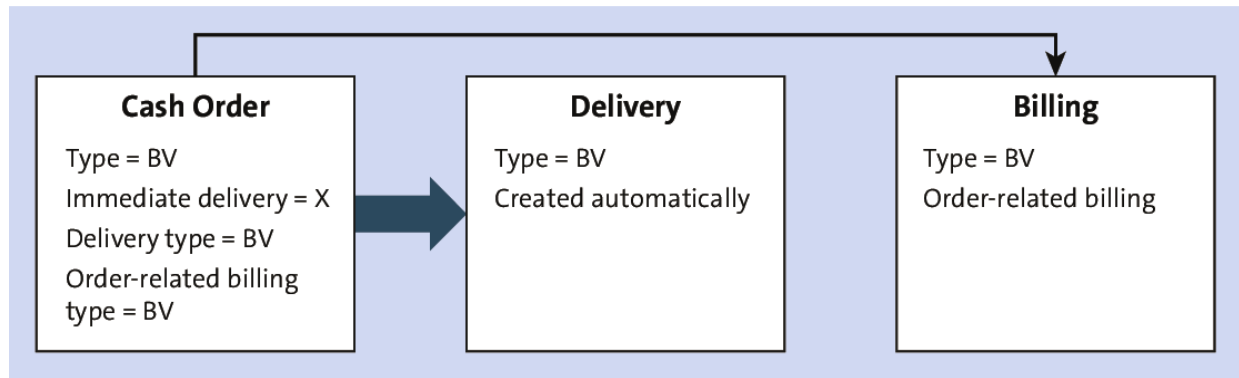 Cash Order
Type = BV
Immediate delivery = X
Delivery type = BV
Order-related billing
type = BV
Delivery
Type = BV
Created automatically
Billing
Type = BV
Order-related billing